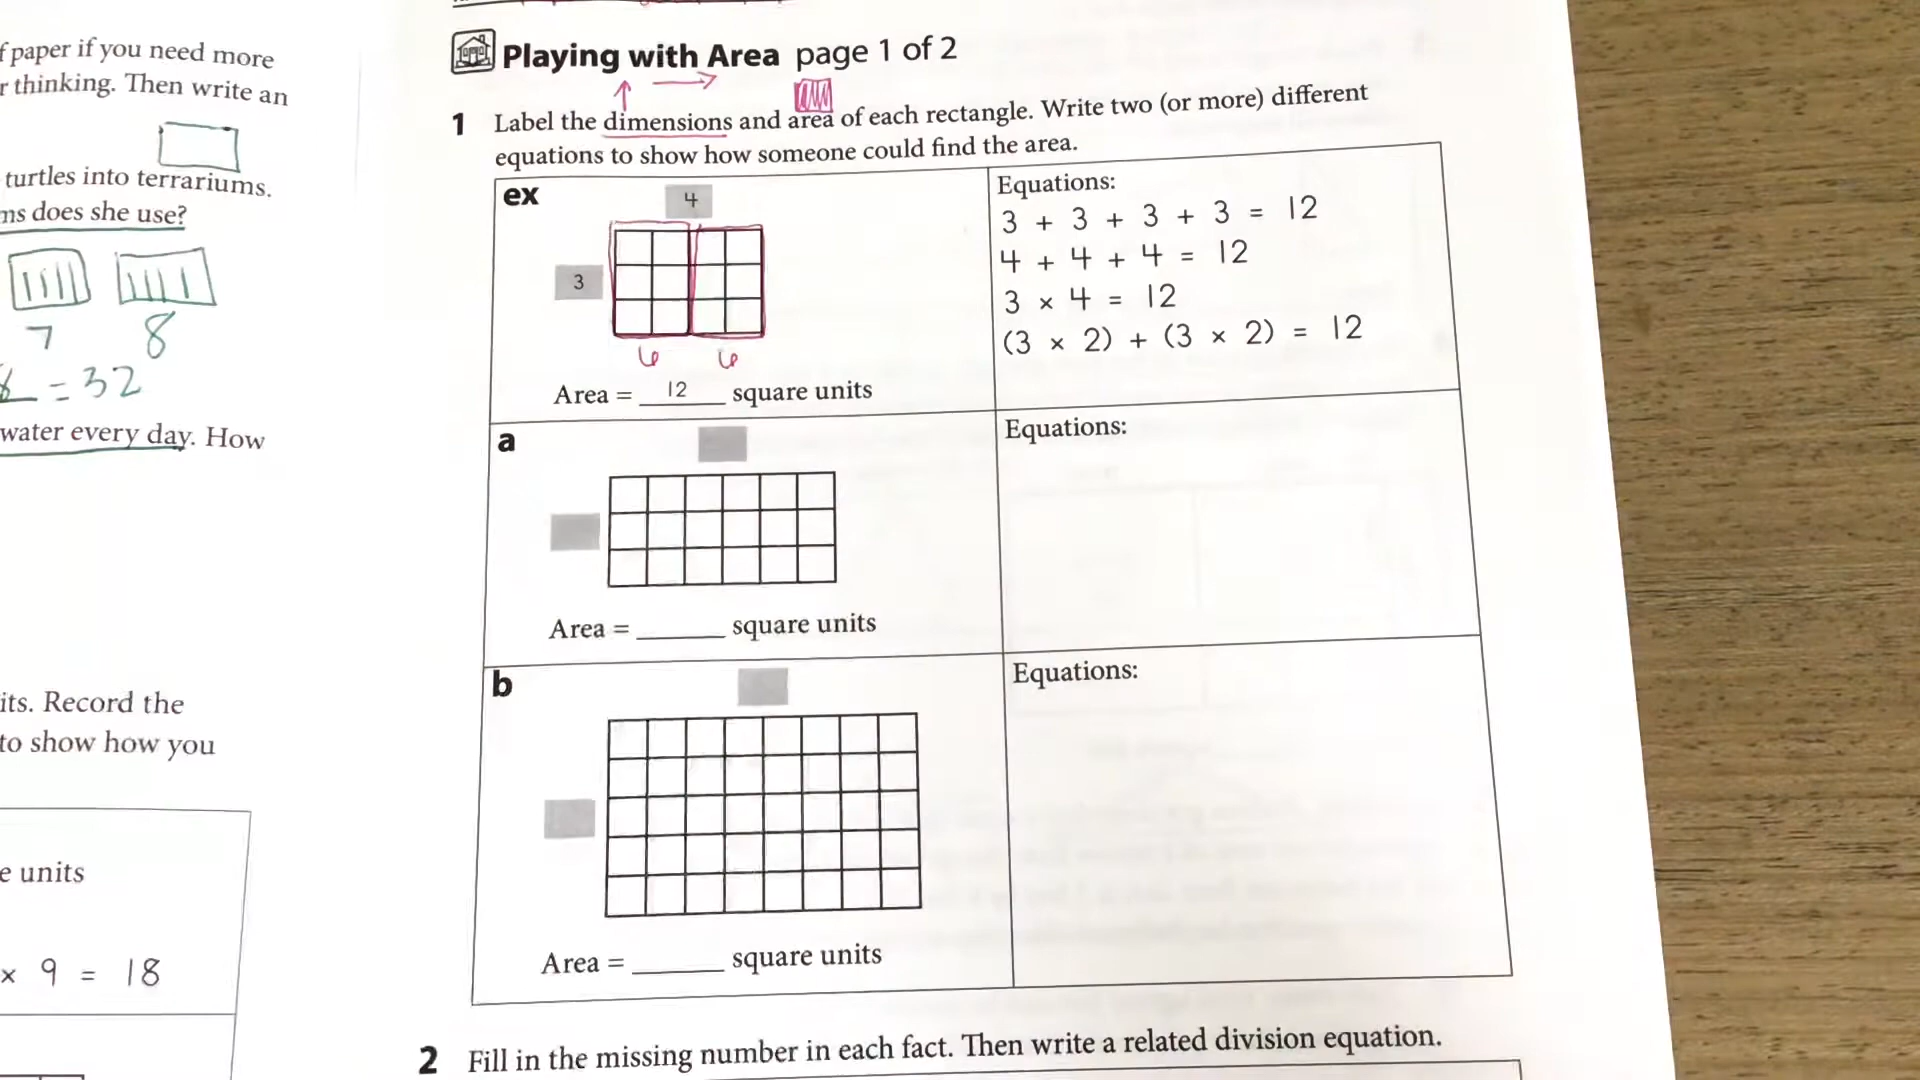 f paper if you need more
r thinking. Then write an
turtles into terrariums.
ms does she use?
7 8
= 32
water every day. How
its. Record the
to show how you
e units
× 9 = 18
Playing with Area page 1 of 2
1 Label the dimensions and area of each rectangle. Write two (or more) different
equations to show how someone could find the area.
ex
4
3
6 6
Area = 12 square units
Equations:
3 + 3 + 3 + 3 = 12
4 + 4 + 4 = 12
3 × 4 = 12
(3 × 2) + (3 × 2) = 12
a
Area = ______ square units
Equations:
b
Area = ______ square units
Equations:
2 Fill in the missing number in each fact. Then write a related division equation.